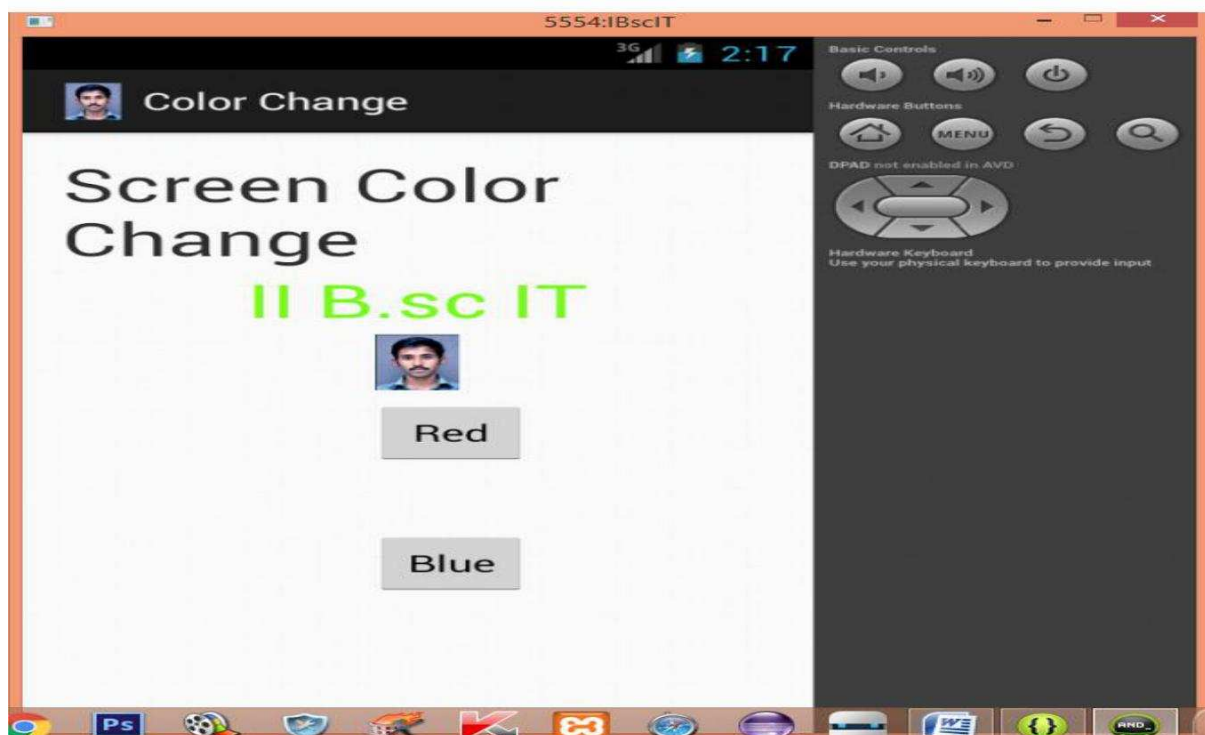 5554:IBscIT
3G 2:17
Color Change
Screen Color
Change
II B.sc IT
Red
Blue
Basic Controls
Hardware Buttons
MENU
DPAD not enabled in AVD
Hardware Keyboard
Use your physical keyboard to provide input
Ps
W
{}
AND_